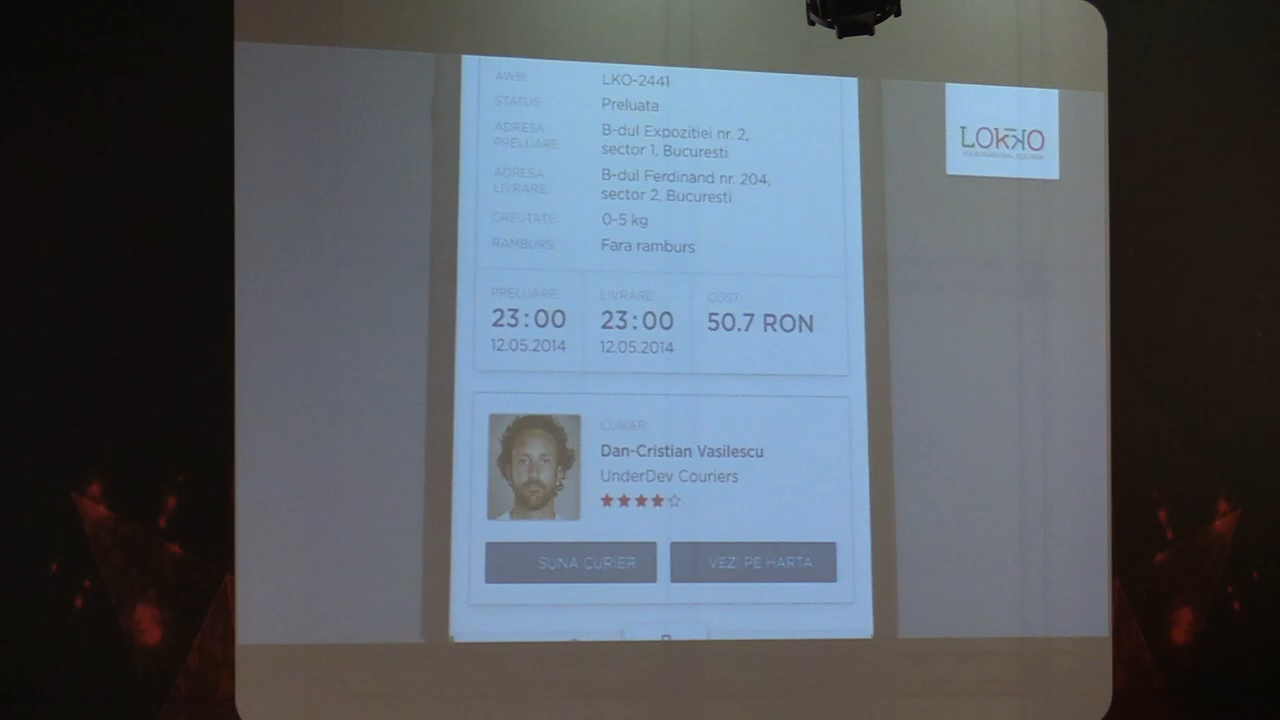 AWB: LKO-2441
STATUS: Preluata
ADRESA PRELUARE: B-dul Expozitiei nr. 2,
sector 1, Bucuresti
ADRESA LIVRARE: B-dul Ferdinand nr. 204,
sector 2, Bucuresti
GREUTATE: 0-5 kg
RAMBURS: Fara ramburs
PRELUARE: LIVRARE: COST:
23:00 23:00 50.7 RON
12.05.2014 12.05.2014
CURIER:
Dan-Cristian Vasilescu
UnderDev Couriers
SUNA CURIER VEZI PE HARTA
LOKKO
YOUR PERSONAL COURIER